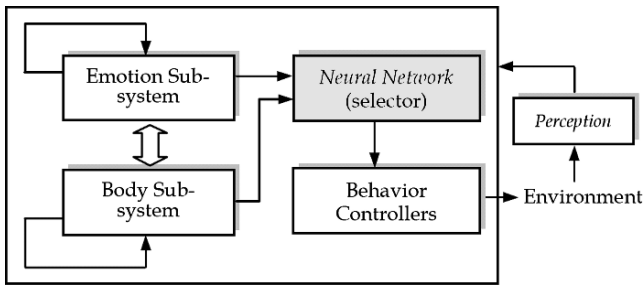 Emotion Sub-
system
Neural Network
(selector)
Perception
Body Sub-
system
Behavior
Controllers
Environment